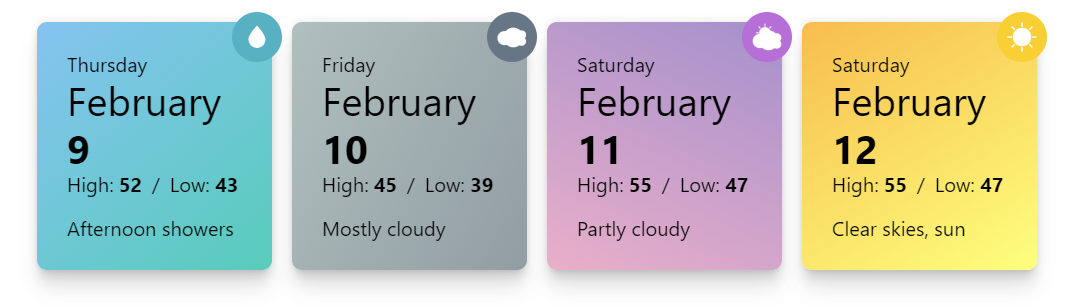 Thursday
February
9
High: 52 / Low: 43
Afternoon showers
Friday
February
10
High: 45 / Low: 39
Mostly cloudy
Saturday
February
11
High: 55 / Low: 47
Partly cloudy
Saturday
February
12
High: 55 / Low: 47
Clear skies, sun